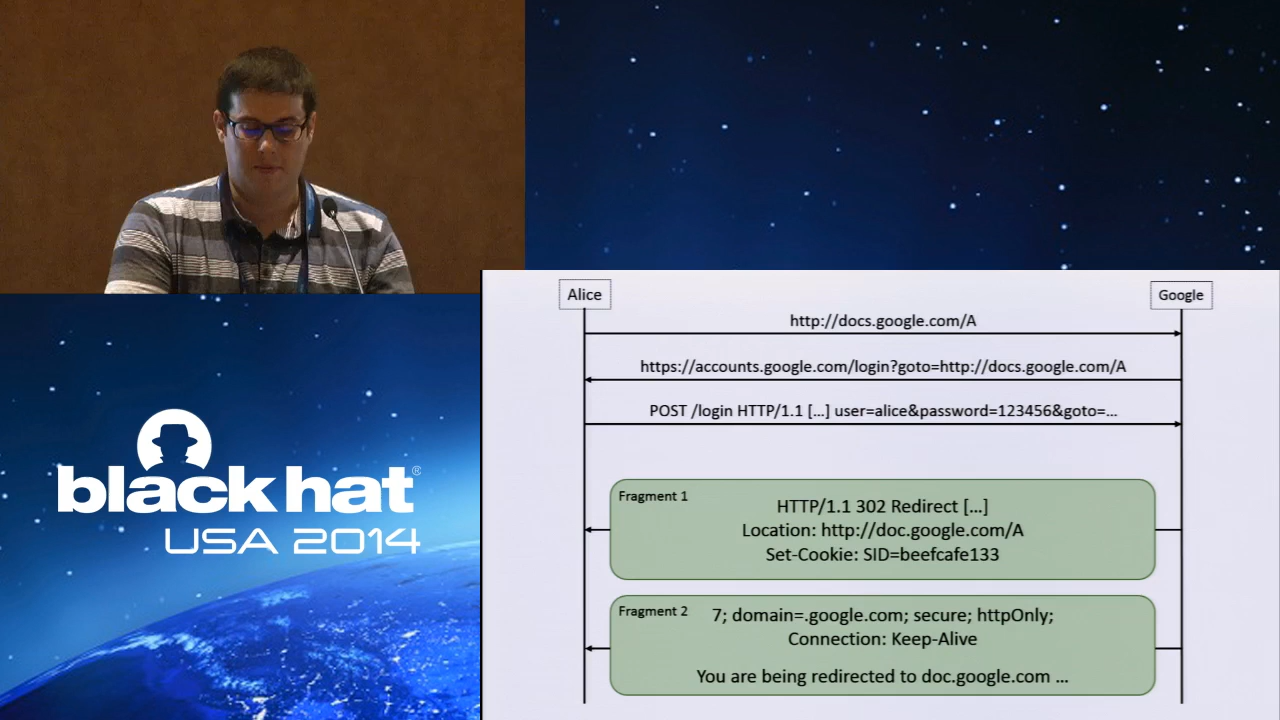 Alice
Google
http://docs.google.com/A
https://accounts.google.com/login?goto=http://docs.google.com/A
POST /login HTTP/1.1 […] user=alice&password=123456&goto=…
Fragment 1
HTTP/1.1 302 Redirect […]
Location: http://doc.google.com/A
Set-Cookie: SID=beefcafe133
Fragment 2
7; domain=.google.com; secure; httpOnly;
Connection: Keep-Alive
You are being redirected to doc.google.com …
black hat®
USA 2014